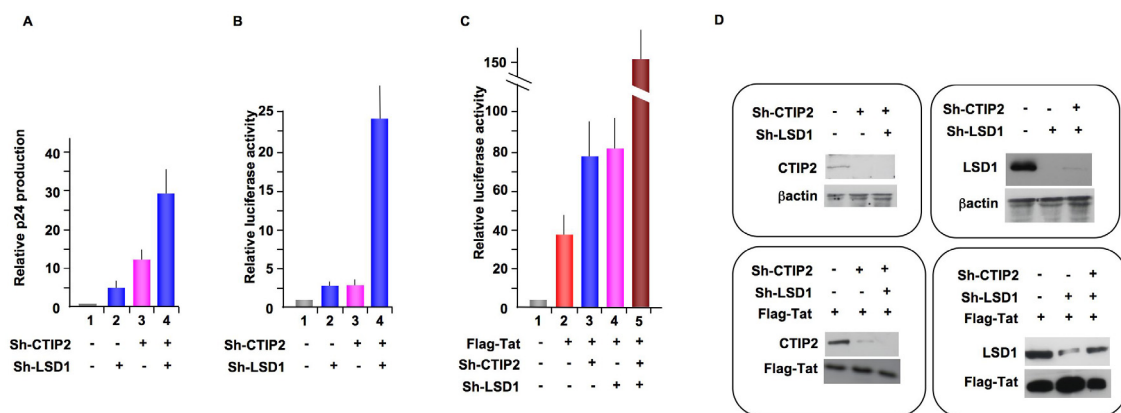 A
Relative p24 production
40
30
20
10
5
0
1 2 3 4
Sh-CTIP2 - - + +
Sh-LSD1 - + - +
B
Relative luciferase activity
25
20
15
10
5
2
0
1 2 3 4
Sh-CTIP2 - - + +
Sh-LSD1 - + - +
C
Relative luciferase activity
150
100
80
60
40
20
0
1 2 3 4 5
Flag-Tat - + + + +
Sh-CTIP2 - - + - +
Sh-LSD1 - - - + +
D
Sh-CTIP2 - + +
Sh-LSD1 - - +
CTIP2
βactin
Sh-CTIP2 - - +
Sh-LSD1 - + +
LSD1
βactin
Sh-CTIP2 - + +
Sh-LSD1 - - +
Flag-Tat + + +
CTIP2
Flag-Tat
Sh-CTIP2 - - +
Sh-LSD1 - + +
Flag-Tat + + +
LSD1
Flag-Tat